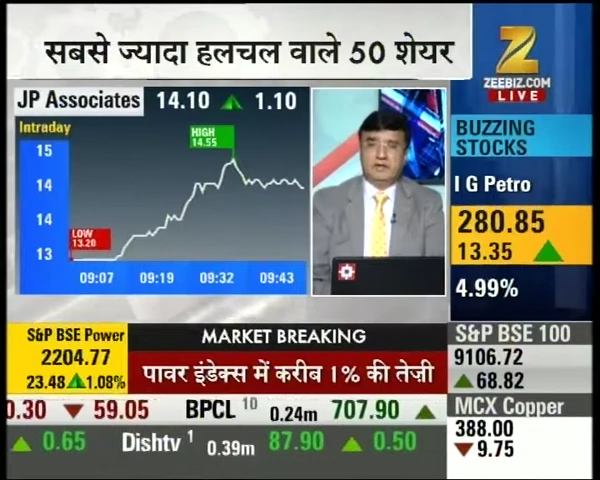 सबसे ज्यादा हलचल वाले 50 शेयर
Z
ZEEBIZ.COM
LIVE
JP Associates 14.10 1.10
Intraday
HIGH
14.55
15
14
14
13
LOW
13.20
09:07 09:19 09:32 09:43
BUZZING
STOCKS
I G Petro
280.85
13.35
4.99%
S&P BSE Power
2204.77
23.48 1.08%
MARKET BREAKING
पावर इंडेक्स में करीब 1% की तेज़ी
S&P BSE 100
9106.72
68.82
MCX Copper
388.00
9.75
0.30 59.05 BPCL 10 0.24m 707.90
0.65 Dishtv 1 0.39m 87.90 0.50